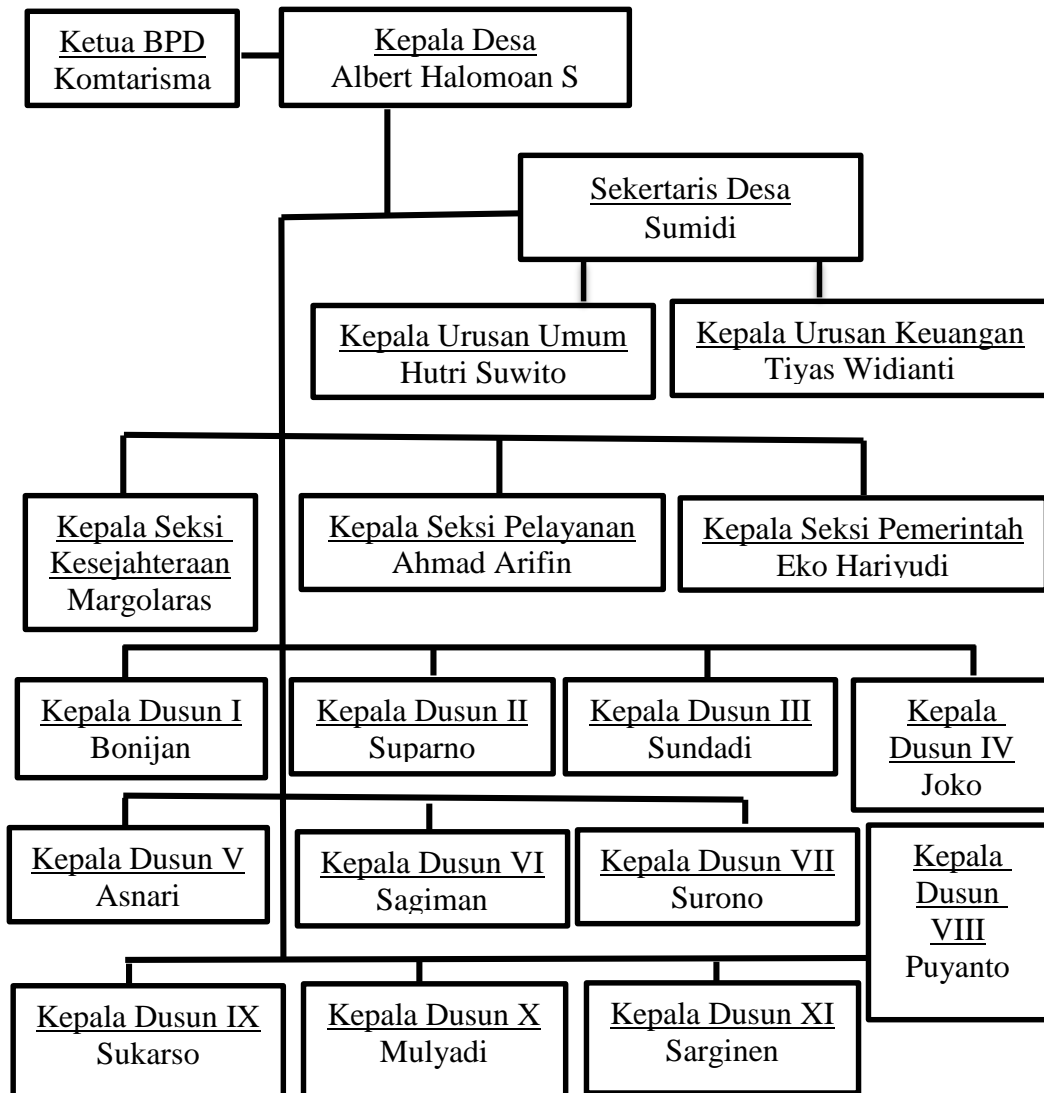 Ketua BPD
Komtarisma
Kepala Desa
Albert Halomoan S
Sekertaris Desa
Sumidi
Kepala Urusan Umum
Hutri Suwito
Kepala Urusan Keuangan
Tiyas Widianti
Kepala Seksi
Kesejahteraan
Margolaras
Kepala Seksi Pelayanan
Ahmad Arifin
Kepala Seksi Pemerintah
Eko Hariyudi
Kepala Dusun I
Bonijan
Kepala Dusun II
Suparno
Kepala Dusun III
Sundadi
Kepala
Dusun IV
Joko
Kepala Dusun V
Asnari
Kepala Dusun VI
Sagiman
Kepala Dusun VII
Surono
Kepala
Dusun
VIII
Puyanto
Kepala Dusun IX
Sukarso
Kepala Dusun X
Mulyadi
Kepala Dusun XI
Sarginen